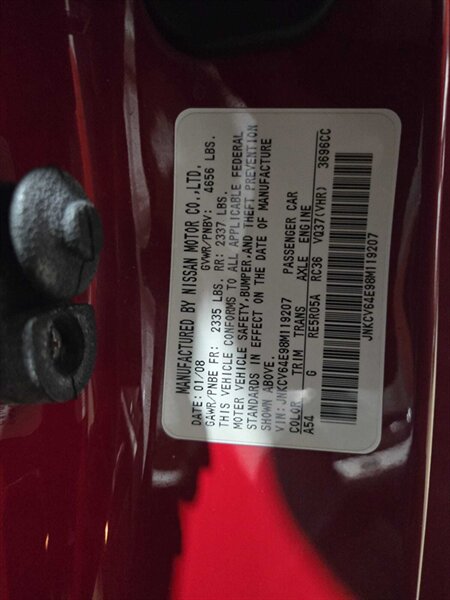 MANUFACTURED BY NISSAN MOTOR CO.,LTD.
DATE: 01/08 GVWR/PNBV: 4656 LBS.
GAWR/PNBE FR: 2335 LBS. RR: 2337 LBS.
THIS VEHICLE CONFORMS TO ALL APPLICABLE FEDERAL
MOTER VEHICLE SAFETY,BUMPER,AND THEFT PREVENTION
STANDARDS IN EFFECT ON THE DATE OF MANUFACTURE
SHOWN ABOVE.
VIN: JNKCV64E98M119207 PASSENGER CAR
COLOR TRIM TRANS AXLE ENGINE
A54 G RE5R05A RC36 VQ37(VHR) 3696CC
JNKCV64E98M119207